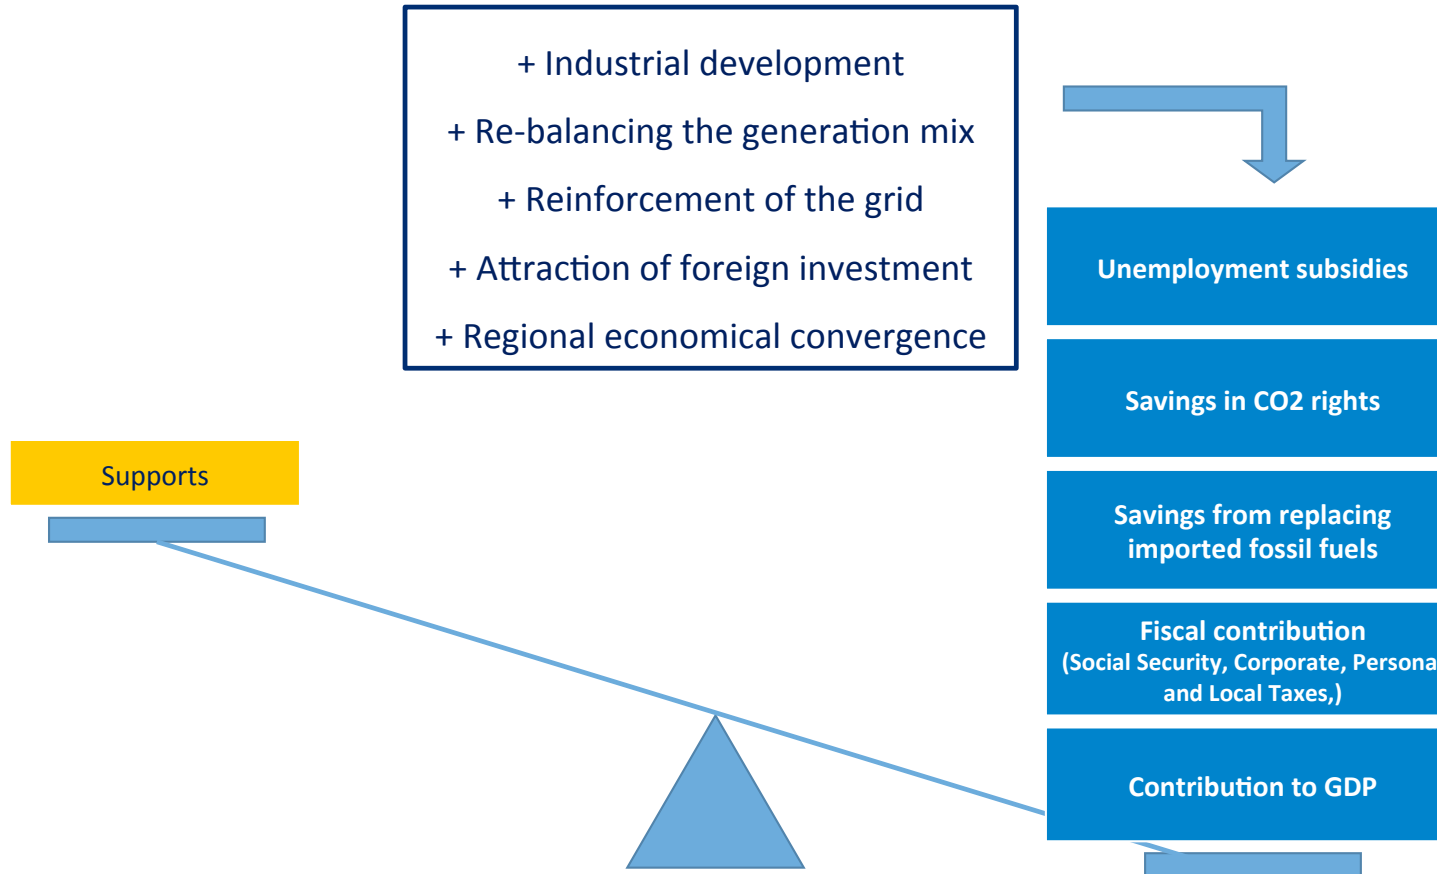 + Industrial development
+ Re-balancing the generation mix
+ Reinforcement of the grid
+ Attraction of foreign investment
+ Regional economical convergence
Unemployment subsidies
Savings in CO2 rights
Supports
Savings from replacing
imported fossil fuels
Fiscal contribution
(Social Security, Corporate, Persona
and Local Taxes,)
Contribution to GDP